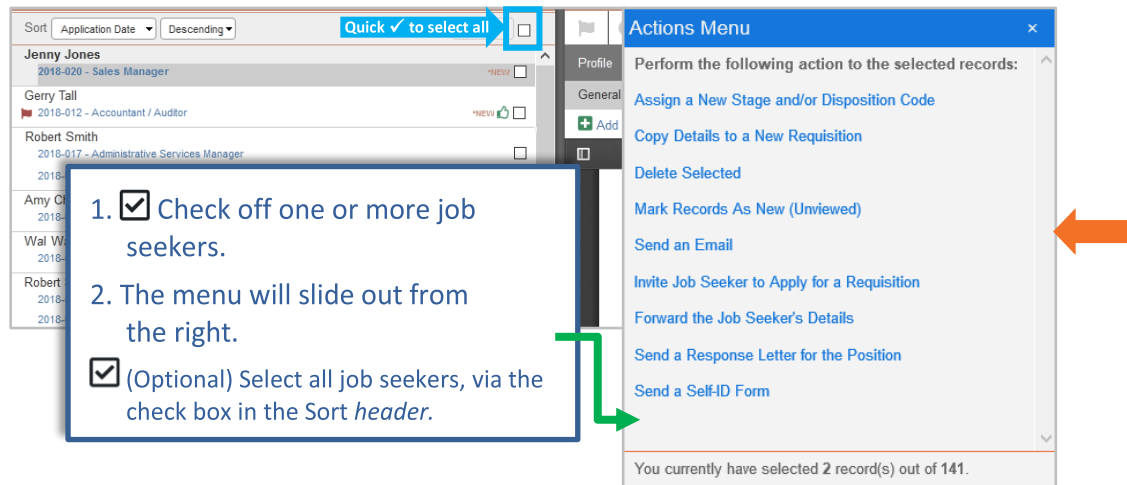 Sort Application Date Descending
Quick ✓ to select all
Jenny Jones
2018-020 - Sales Manager *NEW
Gerry Tall
2018-012 - Accountant / Auditor *NEW
Robert Smith
2018-017 - Administrative Services Manager
2018-
Amy C
2018-
Wal W
2018-
Robert
2018-
2018-
1. Check off one or more job
seekers.
2. The menu will slide out from
the right.
(Optional) Select all job seekers, via the
check box in the Sort header.
Profile
General
Add
Actions Menu ×
Perform the following action to the selected records:
Assign a New Stage and/or Disposition Code
Copy Details to a New Requisition
Delete Selected
Mark Records As New (Unviewed)
Send an Email
Invite Job Seeker to Apply for a Requisition
Forward the Job Seeker's Details
Send a Response Letter for the Position
Send a Self-ID Form
You currently have selected 2 record(s) out of 141.